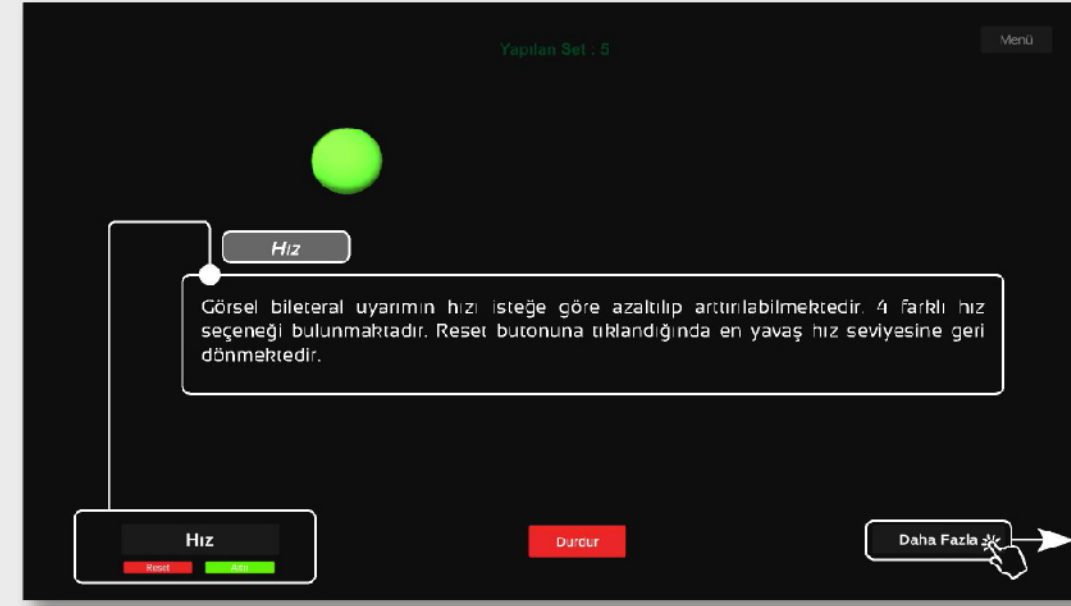 Yapılan Set : 5
Menü
Hız
Görsel bileteral uyarımın hızı isteğe göre azaltılıp arttırılabilmektedir. 4 farklı hız
seçeneği bulunmaktadır. Reset butonuna tıklandığında en yavaş hız seviyesine geri
dönmektedir.
Hız
Reset
Durdur
Daha Fazla